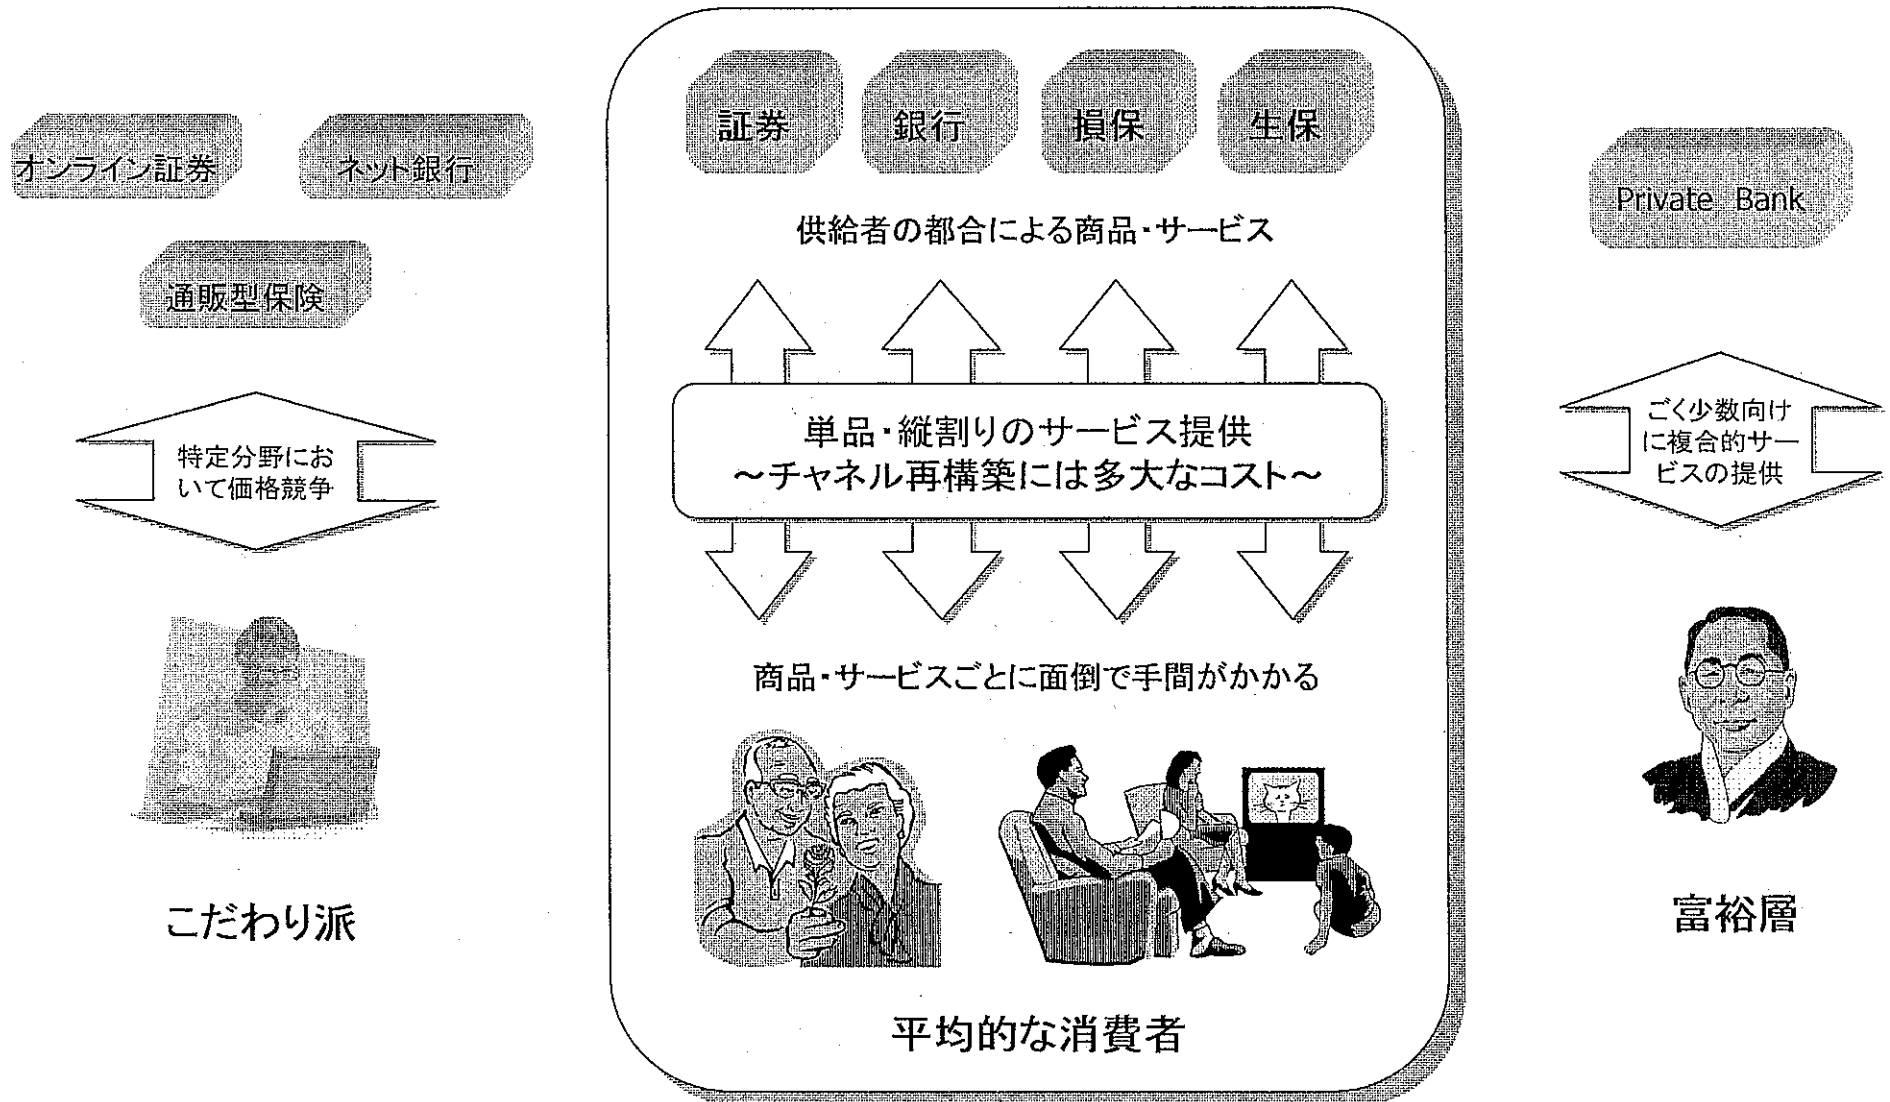 オンライン証券
ネット銀行
通販型保険
特定分野にお
いて価格競争
こだわり派
証券
銀行
損保
生保
供給者の都合による商品・サービス
単品・縦割りのサービス提供
～チャネル再構築には多大なコスト～
商品・サービスごとに面倒で手間がかかる
平均的な消費者
Private Bank
ごく少数向け
に複合的サー
ビスの提供
富裕層